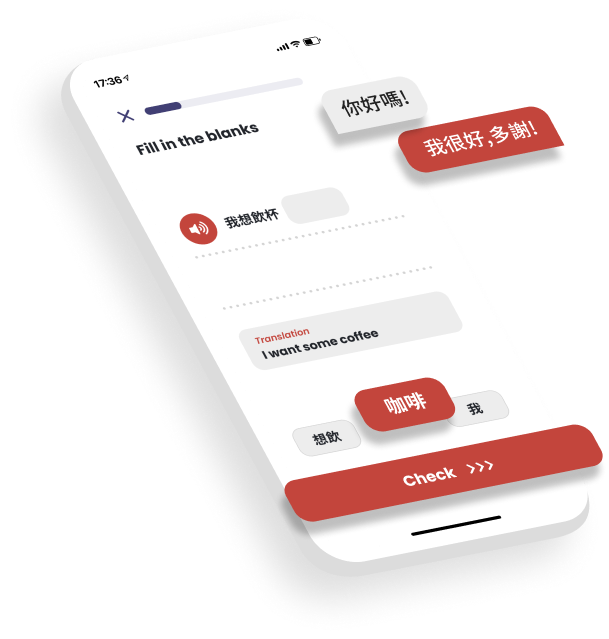 17:36
Fill in the blanks
你好嗎!
我很好,多謝!
我想飲杯
Translation
I want some coffee
想飲
咖啡
我
Check >>>